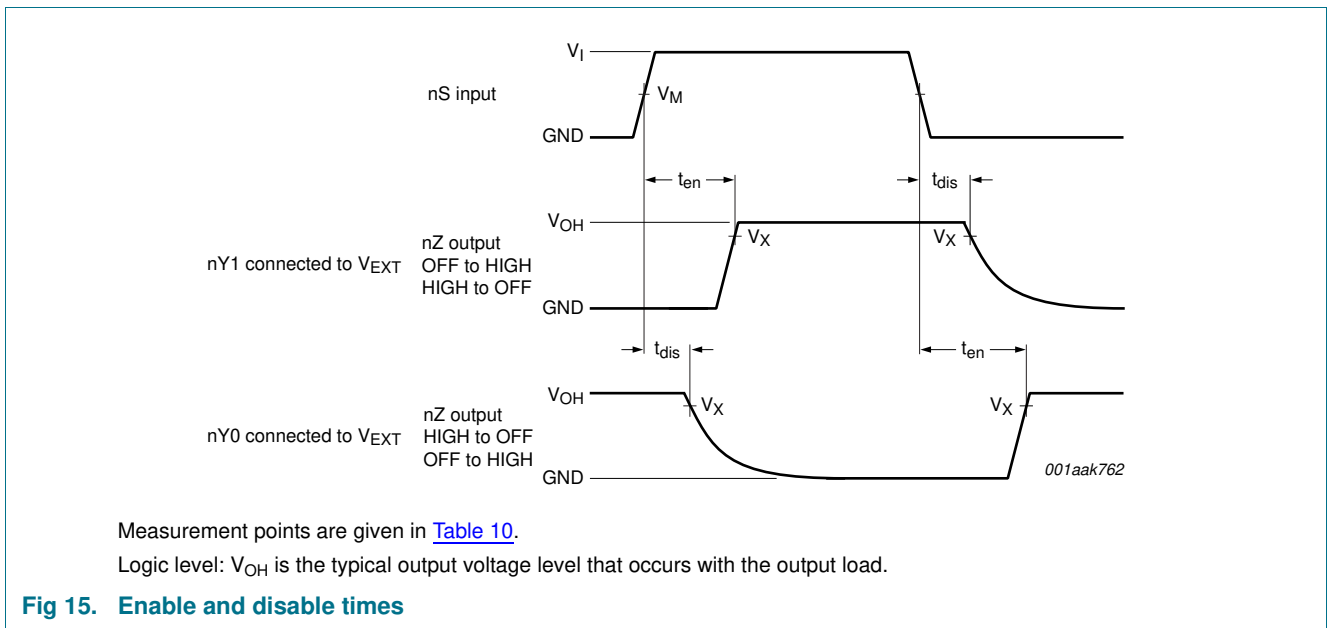 V_I
nS input
V_M
GND
t_en
t_dis
V_OH
nY1 connected to V_EXT
nZ output
OFF to HIGH
HIGH to OFF
V_X
V_X
GND
t_dis
t_en
V_OH
nY0 connected to V_EXT
nZ output
HIGH to OFF
OFF to HIGH
V_X
V_X
GND
001aak762
Measurement points are given in Table 10.
Logic level: V_OH is the typical output voltage level that occurs with the output load.
Fig 15. Enable and disable times